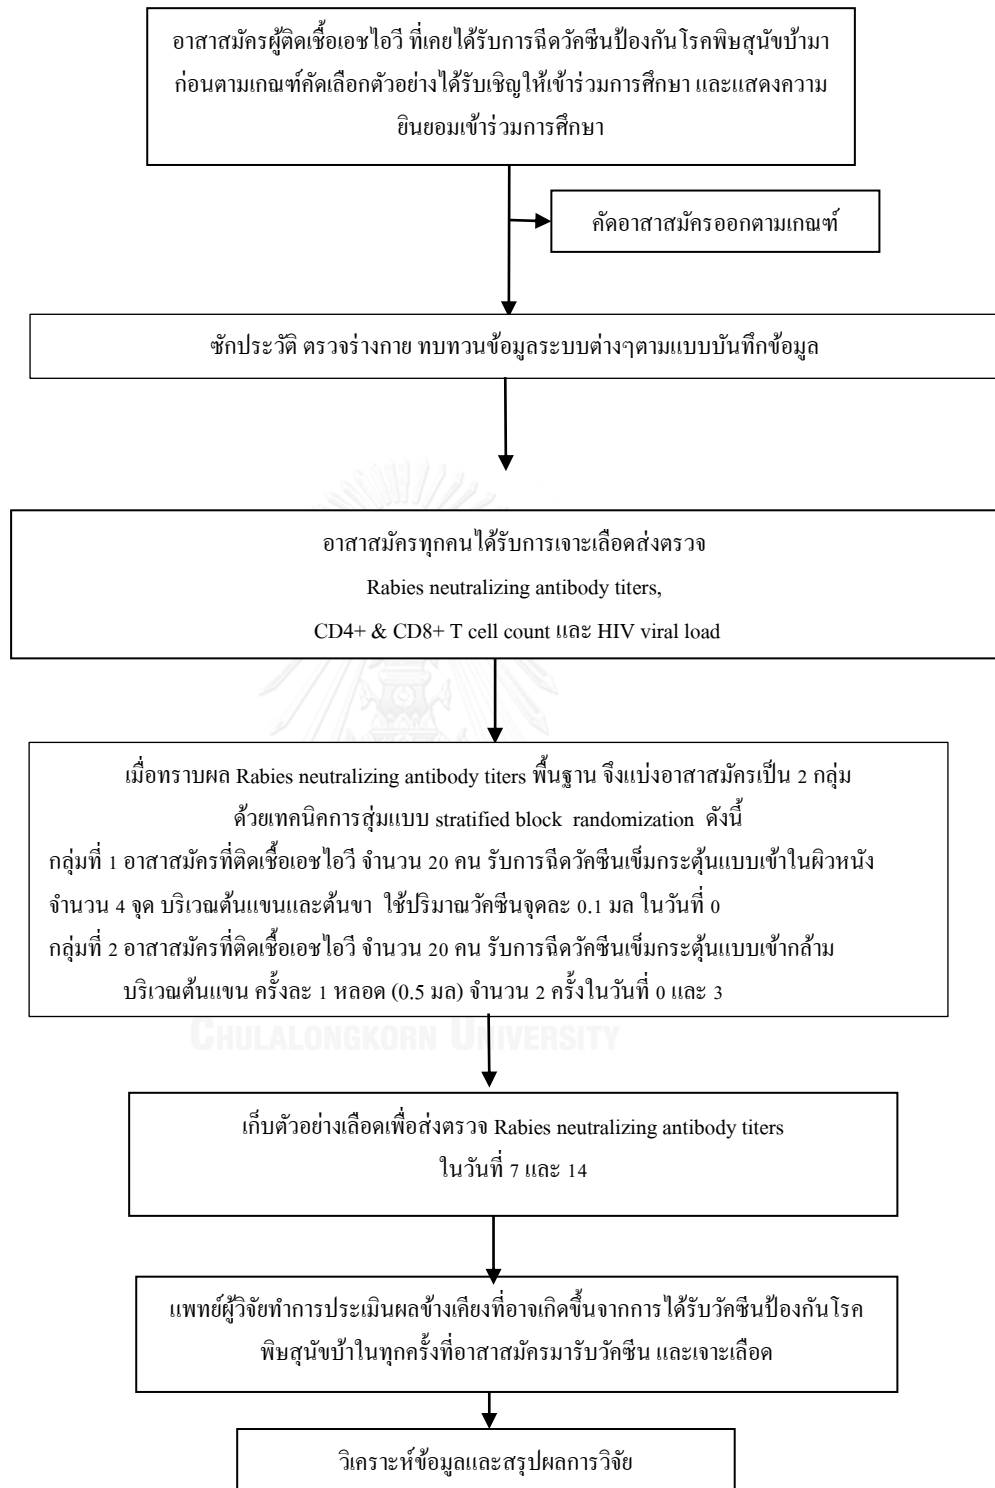 อาสาสมัครผู้ติดเชื้อเอชไอวี ที่เคยได้รับการฉีดวัคซีนป้องกันโรคพิษสุนัขบ้ามา
ก่อนตามเกณฑ์คัดเลือกตัวอย่างได้รับเชิญให้เข้าร่วมการศึกษา และแสดงความ
ยินยอมเข้าร่วมการศึกษา
คัดอาสาสมัครออกตามเกณฑ์
ซักประวัติ ตรวจร่างกาย ทบทวนข้อมูลระบบต่างๆตามแบบบันทึกข้อมูล
อาสาสมัครทุกคนได้รับการเจาะเลือดส่งตรวจ
Rabies neutralizing antibody titers,
CD4+ & CD8+ T cell count และ HIV viral load
เมื่อทราบผล Rabies neutralizing antibody titers พื้นฐาน จึงแบ่งอาสาสมัครเป็น 2 กลุ่ม
ด้วยเทคนิคการสุ่มแบบ stratified block randomization ดังนี้
กลุ่มที่ 1 อาสาสมัครที่ติดเชื้อเอชไอวี จำนวน 20 คน รับการฉีดวัคซีนเข็มกระตุ้นแบบเข้าในผิวหนัง
จำนวน 4 จุด บริเวณต้นแขนและต้นขา ใช้ปริมาณวัคซีนจุดละ 0.1 มล ในวันที่ 0
กลุ่มที่ 2 อาสาสมัครที่ติดเชื้อเอชไอวี จำนวน 20 คน รับการฉีดวัคซีนเข็มกระตุ้นแบบเข้ากล้าม
บริเวณต้นแขน ครั้งละ 1 หลอด (0.5 มล) จำนวน 2 ครั้งในวันที่ 0 และ 3
CHULALONGKORN UNIVERSITY
เก็บตัวอย่างเลือดเพื่อส่งตรวจ Rabies neutralizing antibody titers
ในวันที่ 7 และ 14
แพทย์ผู้วิจัยทำการประเมินผลข้างเคียงที่อาจเกิดขึ้นจากการได้รับวัคซีนป้องกันโรค
พิษสุนัขบ้าในทุกครั้งที่อาสาสมัครมารับวัคซีน และเจาะเลือด
วิเคราะห์ข้อมูลและสรุปผลการวิจัย